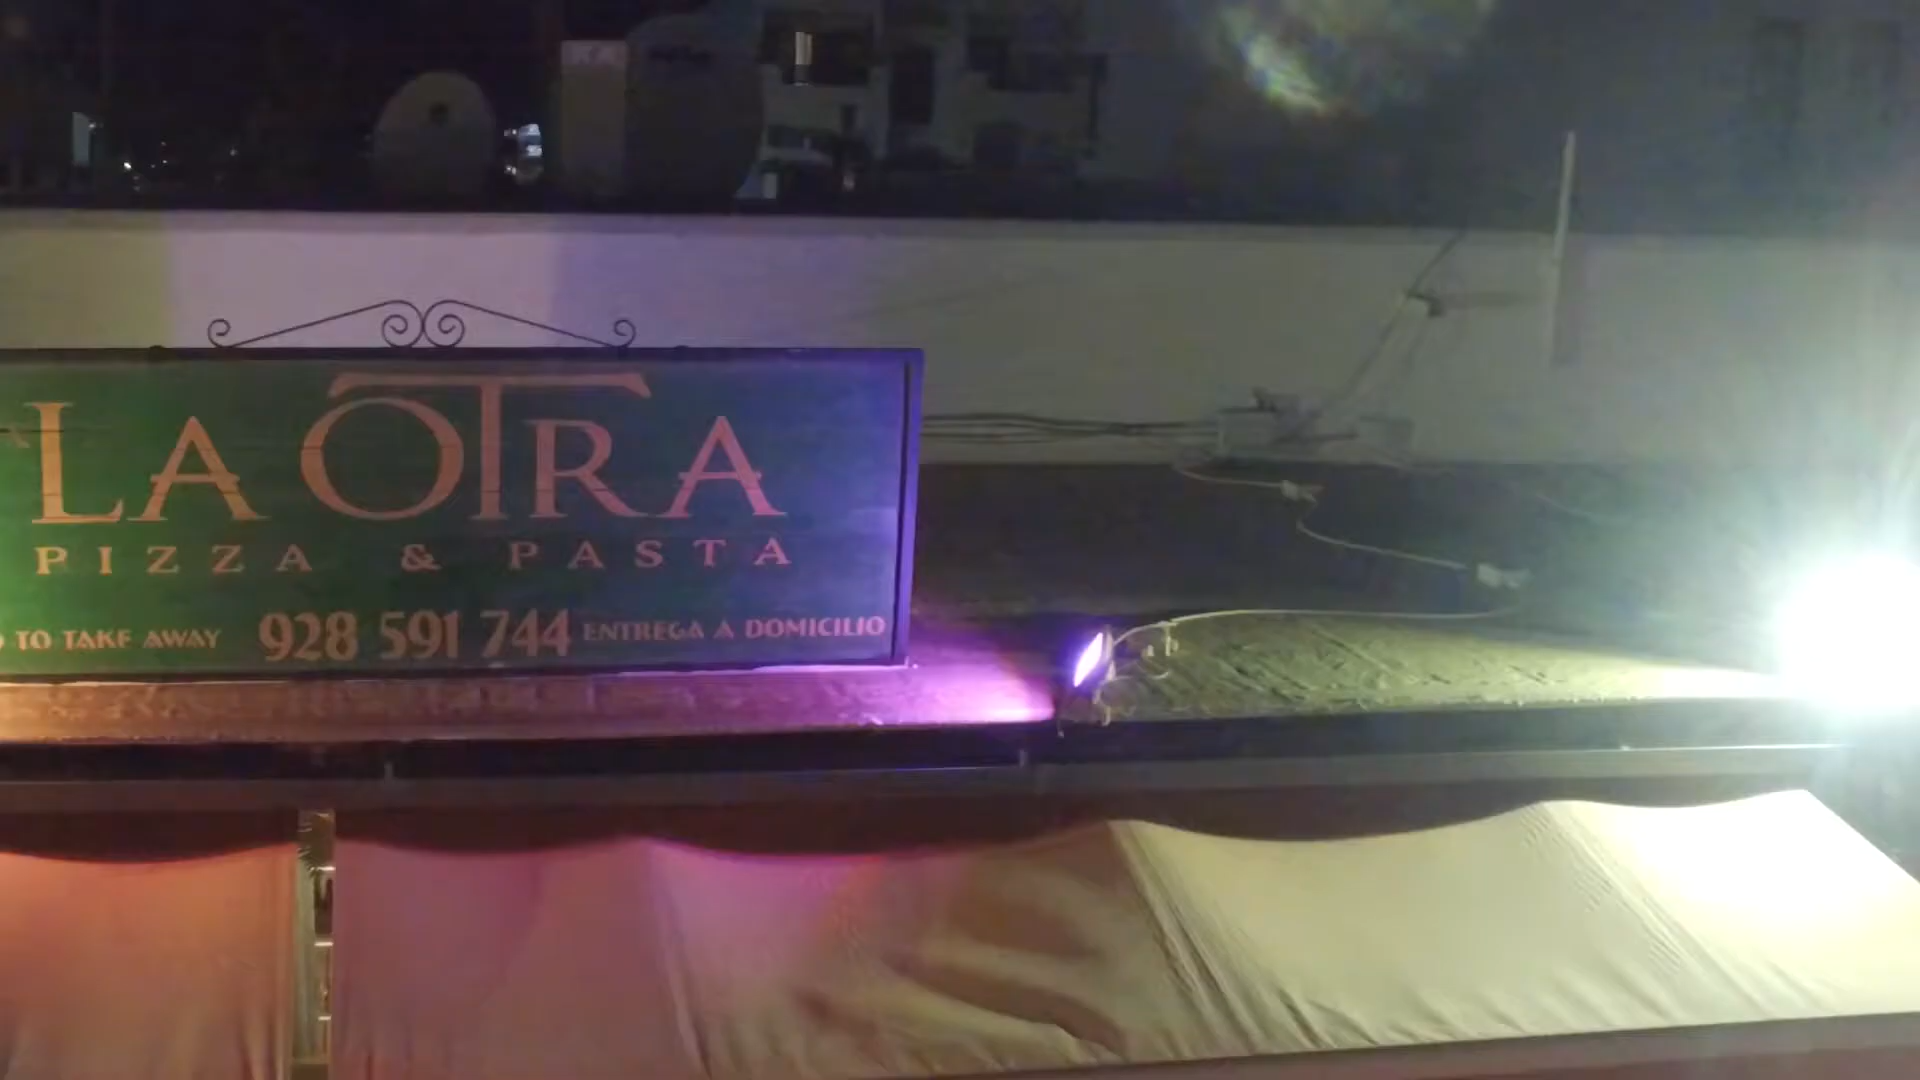 LA OTRA
PIZZA & PASTA
TO TAKE AWAY 928 591 744 ENTREGA A DOMICILIO